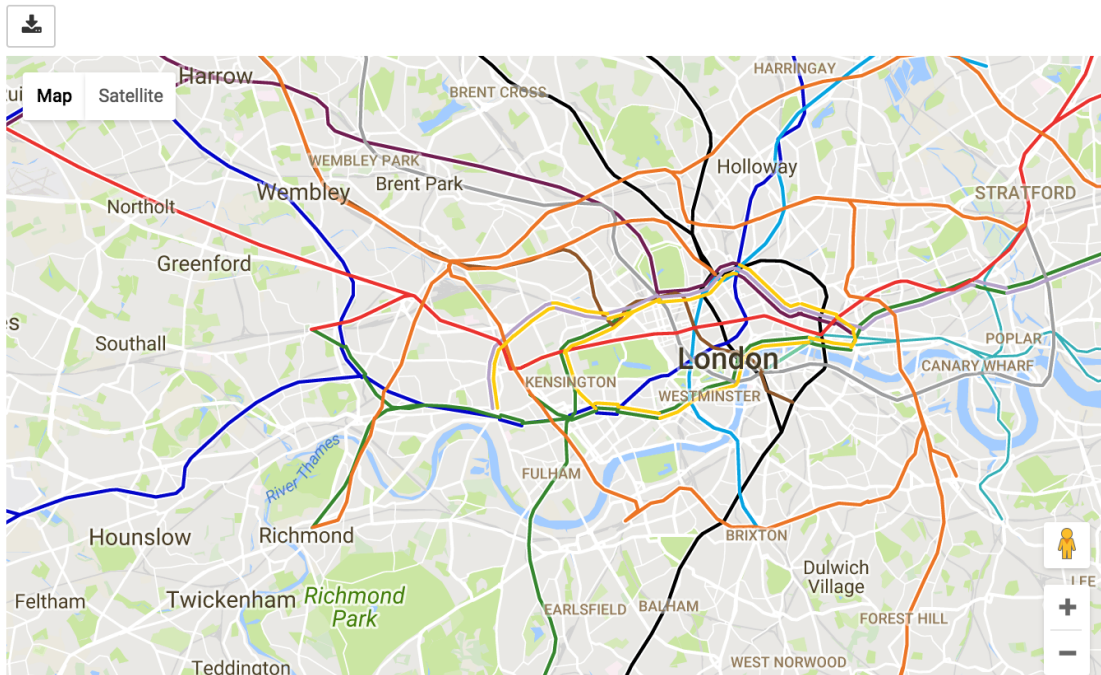 Harrow
HARRINGAY
Map
Satellite
BRENT CROSS
WEMBLEY PARK
Holloway
Brent Park
Wembley
STRATFORD
Northolt
Greenford
Southall
POPLAR
London
CANARY WHARF
KENSINGTON
WESTMINSTER
River Thames
FULHAM
Hounslow
Richmond
BRIXTON
Dulwich
Village
Feltham
Twickenham
Richmond
Park
EARLSFIELD
BALHAM
FOREST HILL
WEST NORWOOD
Teddington